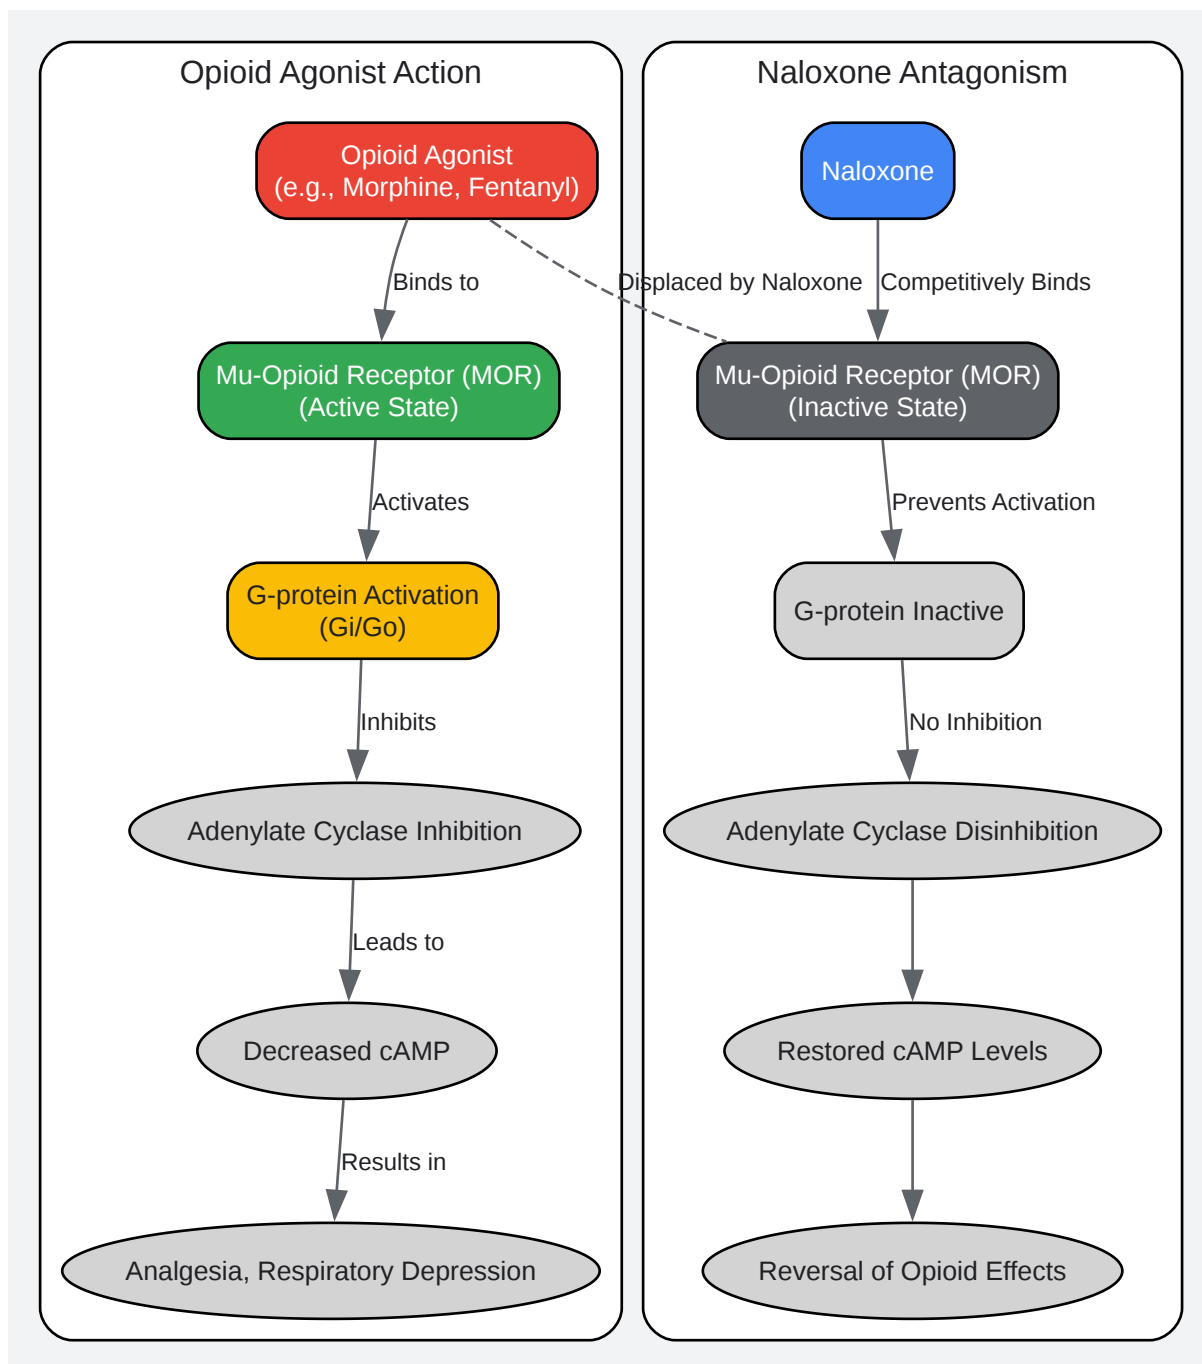 Opioid Agonist Action
Opioid Agonist
(e.g., Morphine, Fentanyl)
Binds to
Mu-Opioid Receptor (MOR)
(Active State)
Activates
G-protein Activation
(Gi/Go)
Inhibits
Adenylate Cyclase Inhibition
Leads to
Decreased cAMP
Results in
Analgesia, Respiratory Depression
Naloxone Antagonism
Naloxone
Displaced by Naloxone
Competitively Binds
Mu-Opioid Receptor (MOR)
(Inactive State)
Prevents Activation
G-protein Inactive
No Inhibition
Adenylate Cyclase Disinhibition
Restored cAMP Levels
Reversal of Opioid Effects